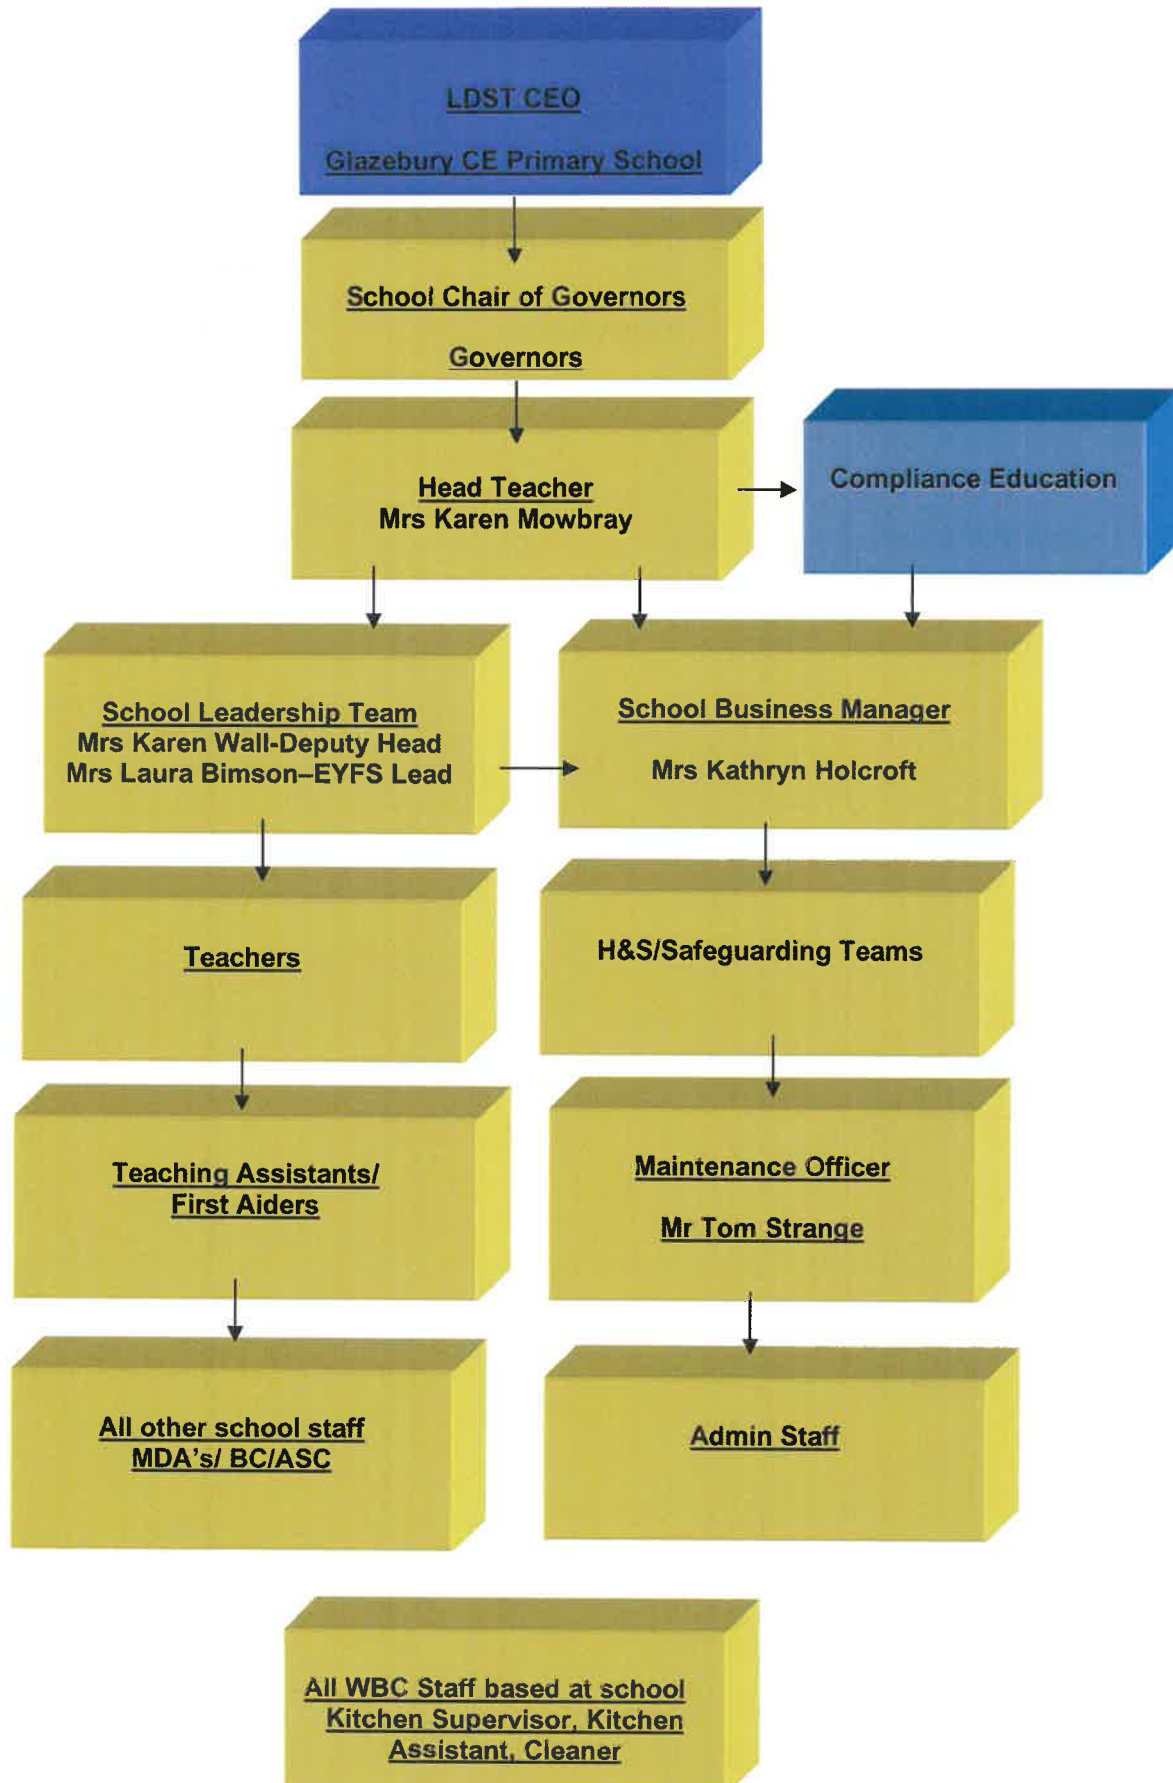 LDST CEO
Glazebury CE Primary School
School Chair of Governors
Governors
Head Teacher
Mrs Karen Mowbray
Compliance Education
School Leadership Team
Mrs Karen Wall-Deputy Head
Mrs Laura Bimson–EYFS Lead
School Business Manager
Mrs Kathryn Holcroft
Teachers
H&S/Safeguarding Teams
Teaching Assistants/
First Aiders
Maintenance Officer
Mr Tom Strange
All other school staff
MDA's/ BC/ASC
Admin Staff
All WBC Staff based at school
Kitchen Supervisor, Kitchen
Assistant, Cleaner